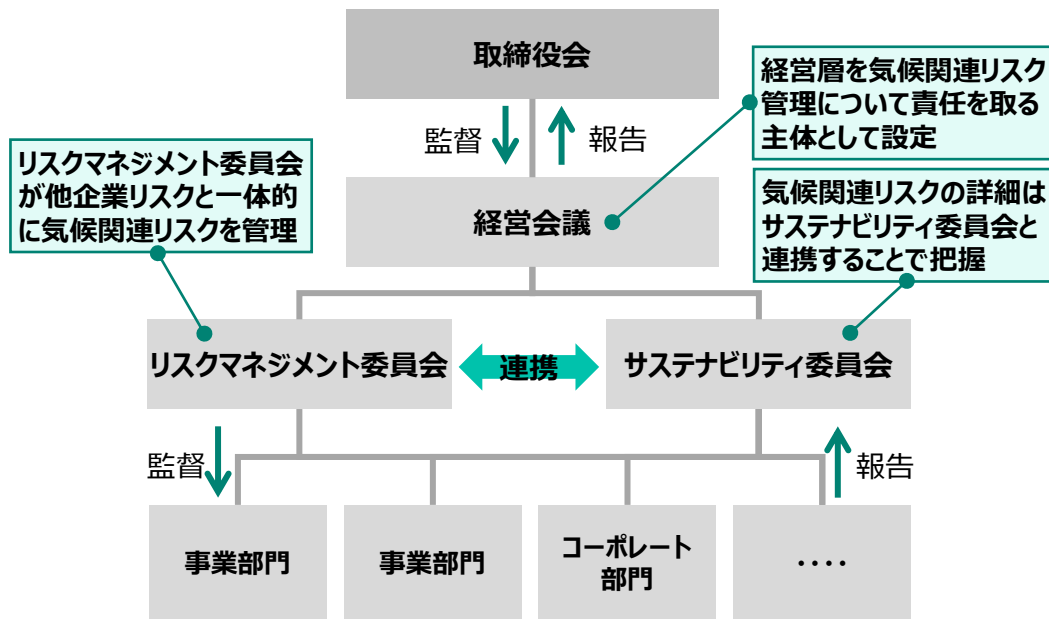 取締役会
経営層を気候関連リスク
管理について責任を取る
主体として設定
監督
報告
リスクマネジメント委員会
が他企業リスクと一体的
に気候関連リスクを管理
経営会議
気候関連リスクの詳細は
サステナビリティ委員会と
連携することで把握
リスクマネジメント委員会
連携
サステナビリティ委員会
監督
報告
事業部門
事業部門
コーポレート
部門
････